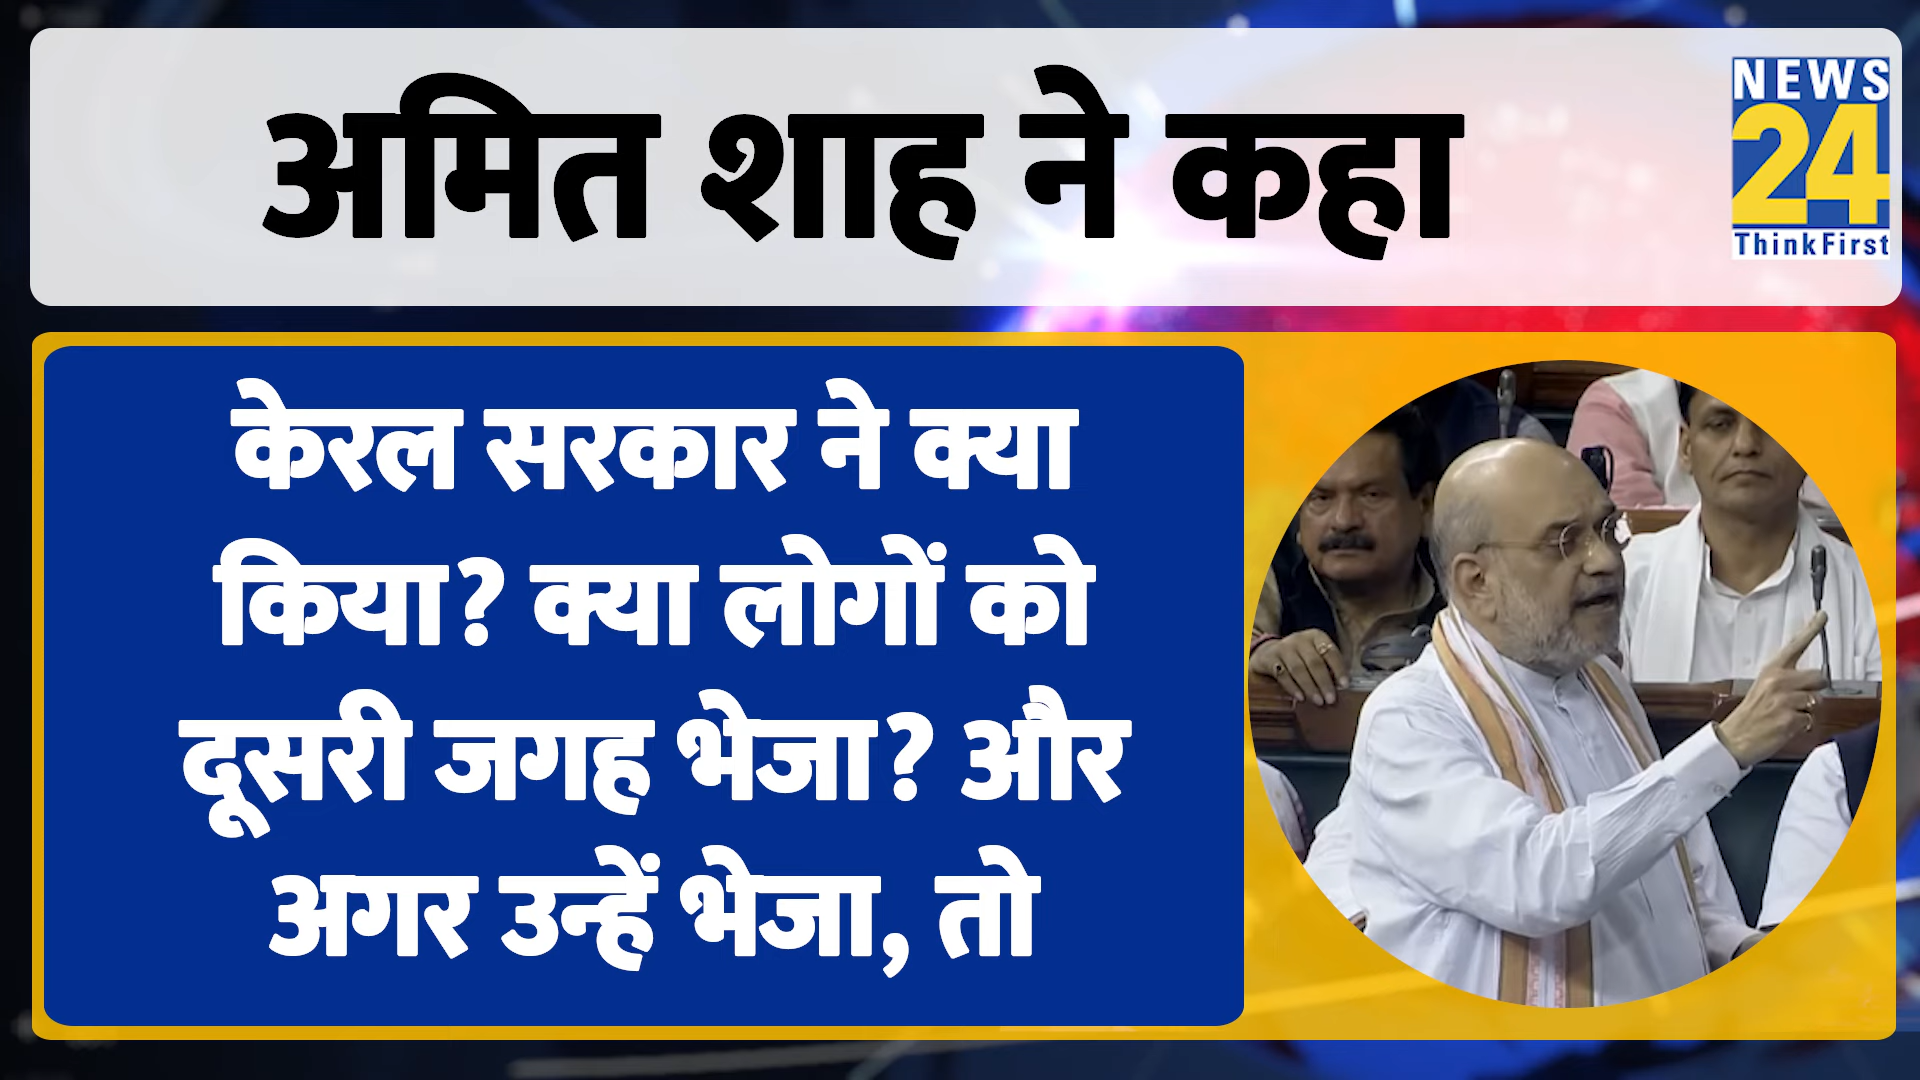 अमित शाह ने कहा
NEWS
24
ThinkFirst
केरल सरकार ने क्या
किया? क्या लोगों को
दूसरी जगह भेजा? और
अगर उन्हें भेजा, तो